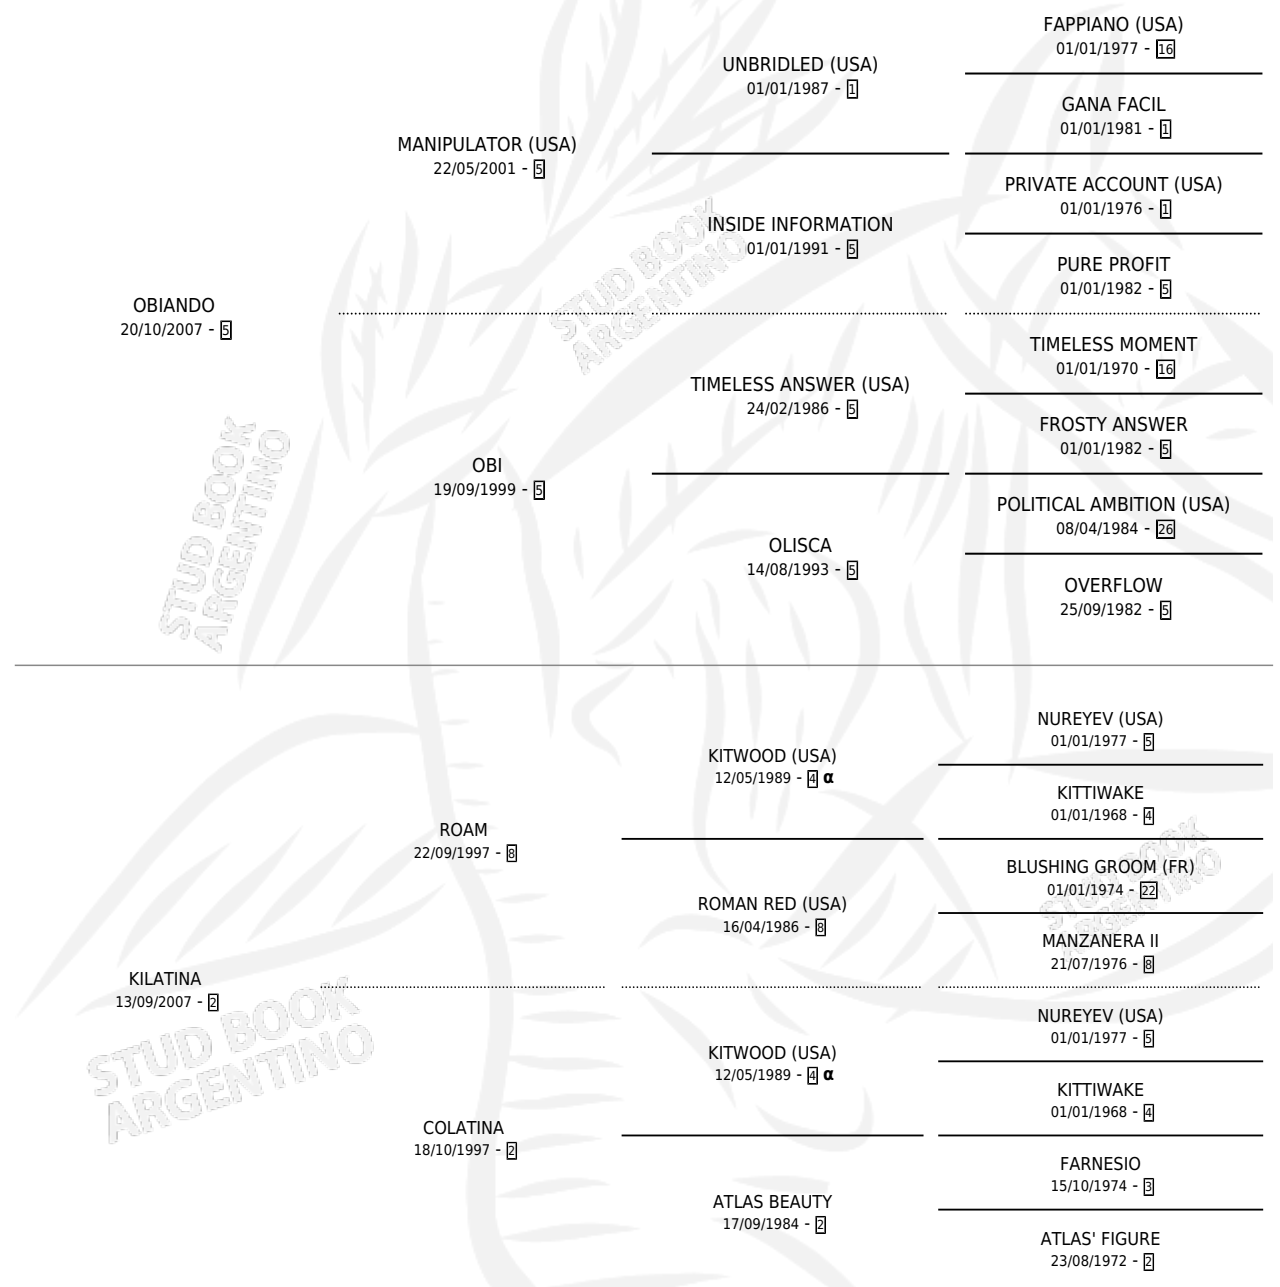 FAPPIANO (USA)
01/01/1977 - 16
UNBRIDLED (USA)
01/01/1987 - 1
GANA FACIL
01/01/1981 - 1
MANIPULATOR (USA)
22/05/2001 - 5
PRIVATE ACCOUNT (USA)
01/01/1976 - 1
INSIDE INFORMATION
01/01/1991 - 5
PURE PROFIT
01/01/1982 - 5
OBIANDO
20/10/2007 - 5
TIMELESS MOMENT
01/01/1970 - 16
TIMELESS ANSWER (USA)
24/02/1986 - 5
FROSTY ANSWER
01/01/1982 - 5
OBI
19/09/1999 - 5
POLITICAL AMBITION (USA)
08/04/1984 - 26
OLISCA
14/08/1993 - 5
OVERFLOW
25/09/1982 - 5
STUD BOOK
ARGENTINO
STUD BOOK
ARGENTINO
NUREYEV (USA)
01/01/1977 - 5
KITWOOD (USA)
12/05/1989 - 4 α
KITTIWAKE
01/01/1968 - 4
ROAM
22/09/1997 - 8
BLUSHING GROOM (FR)
01/01/1974 - 22
ROMAN RED (USA)
16/04/1986 - 8
MANZANERA II
21/07/1976 - 8
KILATINA
13/09/2007 - 2
NUREYEV (USA)
01/01/1977 - 5
KITWOOD (USA)
12/05/1989 - 4 α
KITTIWAKE
01/01/1968 - 4
COLATINA
18/10/1997 - 2
FARNESIO
15/10/1974 - 3
ATLAS BEAUTY
17/09/1984 - 2
ATLAS' FIGURE
23/08/1972 - 2
STUD BOOK
ARGENTINO
STUD BOOK
ARGENTINO